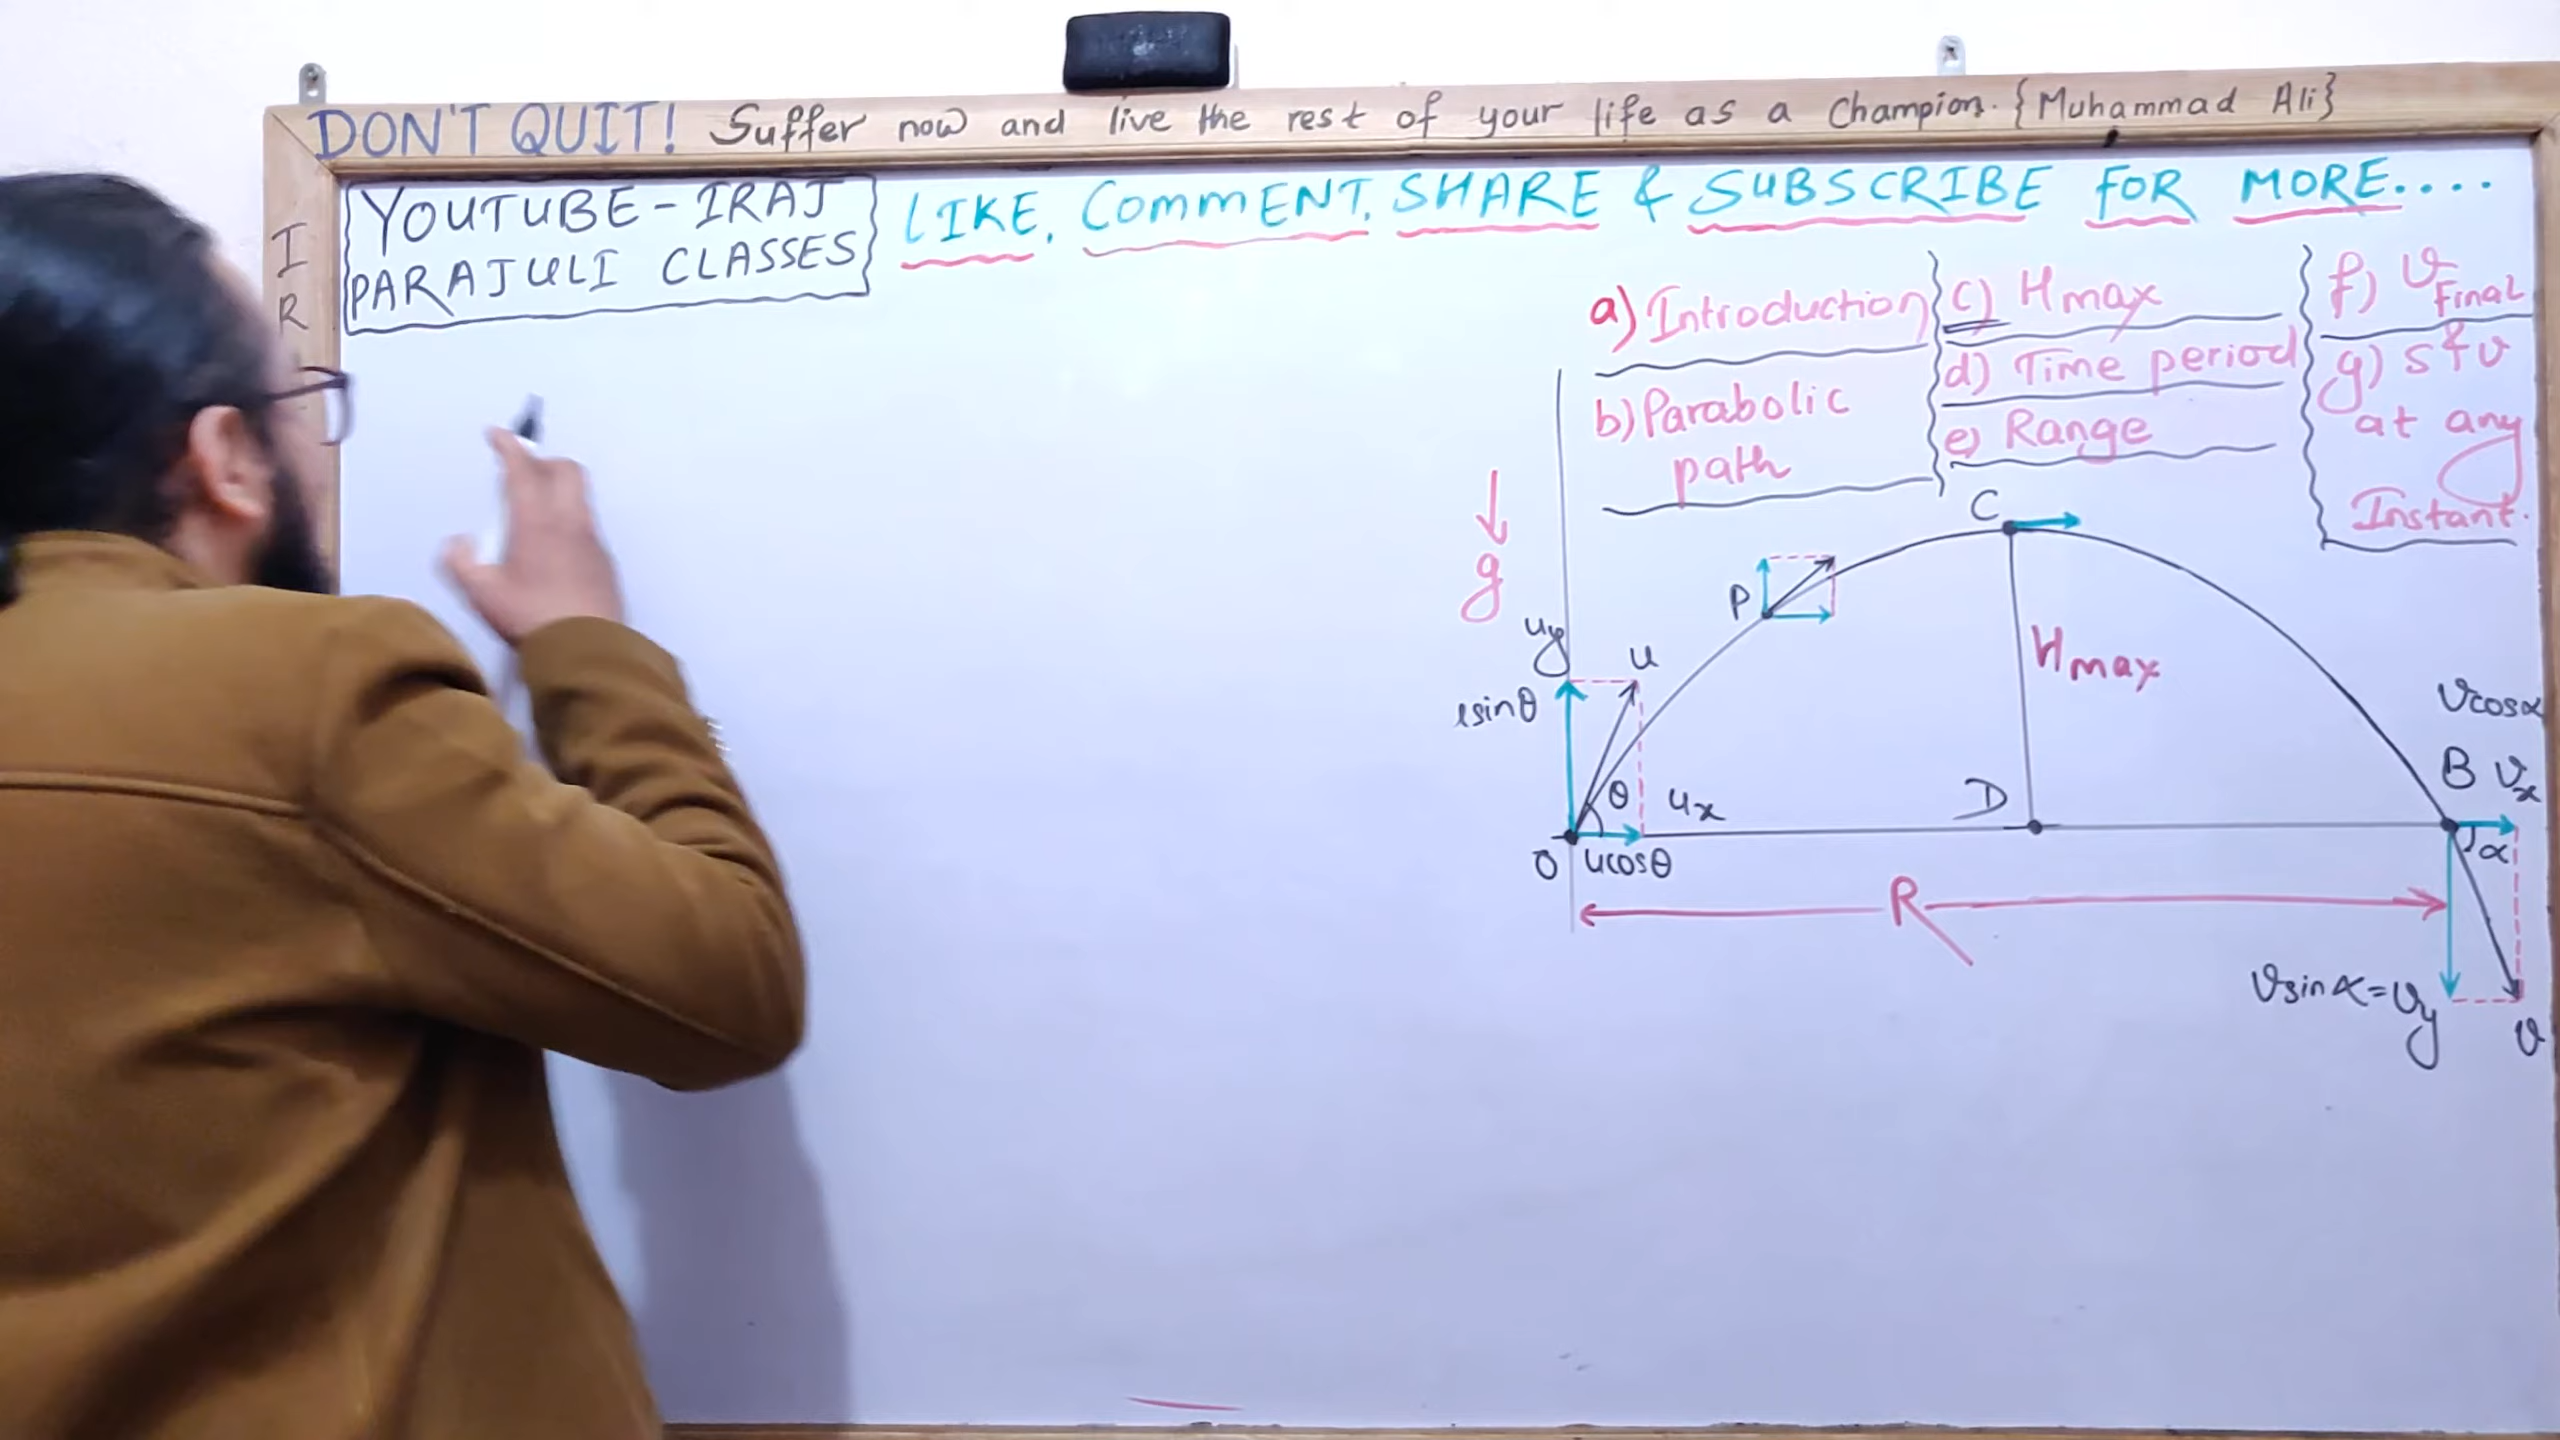 DON'T QUIT! Suffer now and live the rest of your life as a Champion. {Muhammad Ali}
I
R
YOUTUBE - IRAJ
PARAJULI CLASSES
LIKE, CommENT, SHARE & SUBSCRIBE FOR MORE....
a) Introduction
b) Parabolic
path
c) Hmax
d) Time period
e) Range
f) vFinal
g) s & v
at any
Instant.
g
uy
u
usinθ
θ
ux
O
ucosθ
P
C
Hmax
D
R
vcosα
B vx
α
vsinα = vy
v